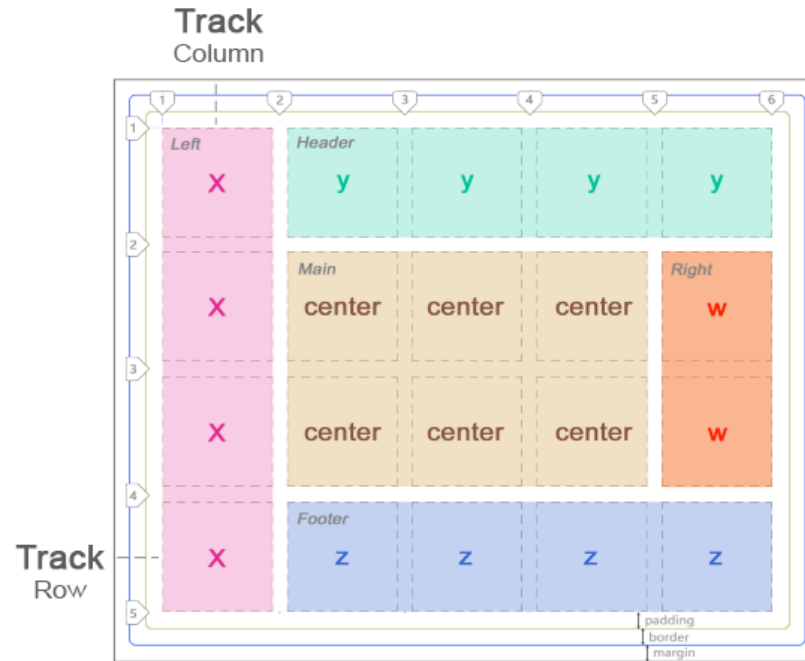 Track
Column
1 2 3 4 5 6
1
Left Header
X y y y y
2
Main Right
X center center center w
3
X center center center w
4
Footer
Track
Row
X z z z z
5
padding
border
margin